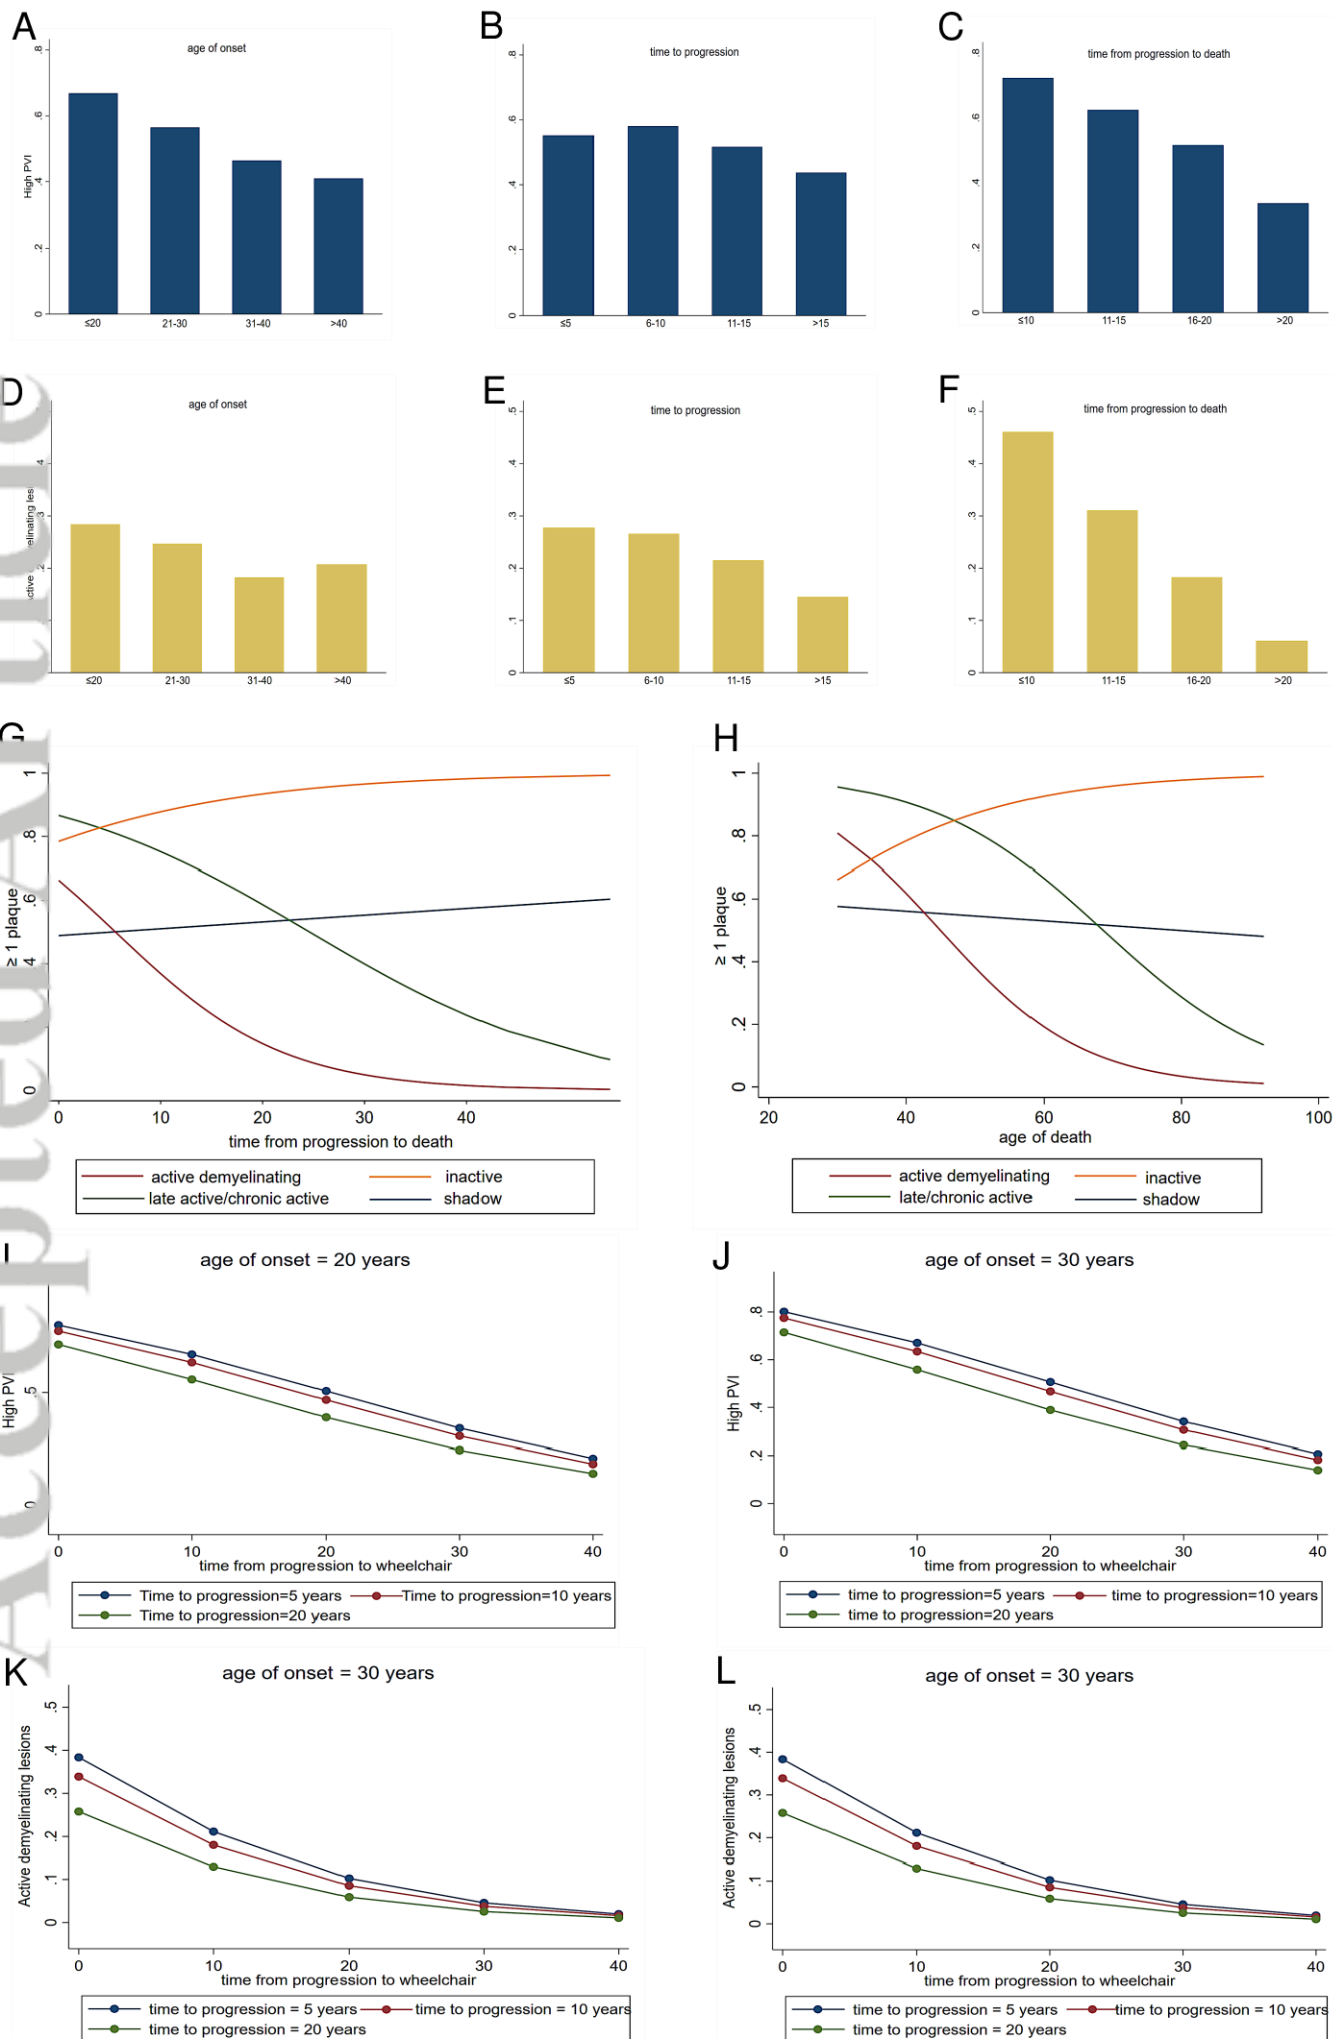 A
age of onset
.8
.6
.4
.2
0
High PVI
≤20 21-30 31-40 >40
B
time to progression
.8
.6
.4
.2
0
≤5 6-10 11-15 >15
C
time from progression to death
.8
.6
.4
.2
0
≤10 11-15 16-20 >20
D
age of onset
.4
.3
.2
≤20 21-30 31-40 >40
E
time to progression
.5
.4
.3
.2
.1
0
≤5 6-10 11-15 >15
F
time from progression to death
.5
.4
.3
.2
.1
0
≤10 11-15 16-20 >20
G
1
.8
.6
.4
0
≥ 1 plaque
0 10 20 30 40
time from progression to death
active demyelinating inactive
late active/chronic active shadow
H
1
.8
.6
.4
.2
0
≥ 1 plaque
20 40 60 80 100
age of death
active demyelinating inactive
late/chronic active shadow
I
age of onset = 20 years
.5
0
High PVI
0 10 20 30 40
time from progression to wheelchair
Time to progression=5 years Time to progression=10 years
Time to progression=20 years
J
age of onset = 30 years
.8
.6
.4
.2
0
High PVI
0 10 20 30 40
time from progression to wheelchair
time to progression=5 years time to progression=10 years
time to progression=20 years
K
age of onset = 30 years
.5
.4
.3
.2
.1
0
Active demyelinating lesions
0 10 20 30 40
time from progression to wheelchair
time to progression = 5 years time to progression = 10 years
time to progression = 20 years
L
age of onset = 30 years
.5
.4
.3
.2
.1
0
Active demyelinating lesions
0 10 20 30 40
time from progression to wheelchair
time to progression = 5 years time to progression = 10 years
time to progression = 20 years
Accepted Article